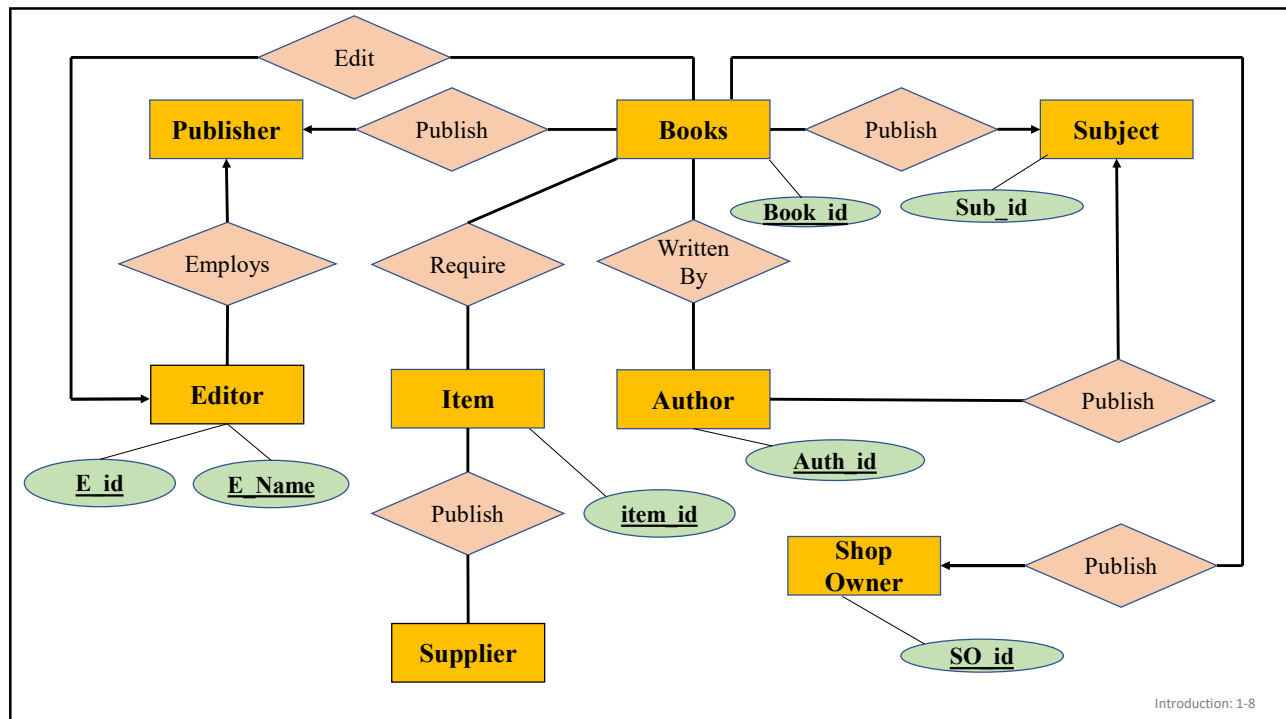 Edit
Publisher
Publish
Books
Publish
Subject
Book_id
Sub_id
Employs
Require
Written
By
Editor
Item
Author
Publish
Auth_id
E_id
E_Name
Publish
item_id
Shop
Owner
Publish
Supplier
SO_id
Introduction: 1-8